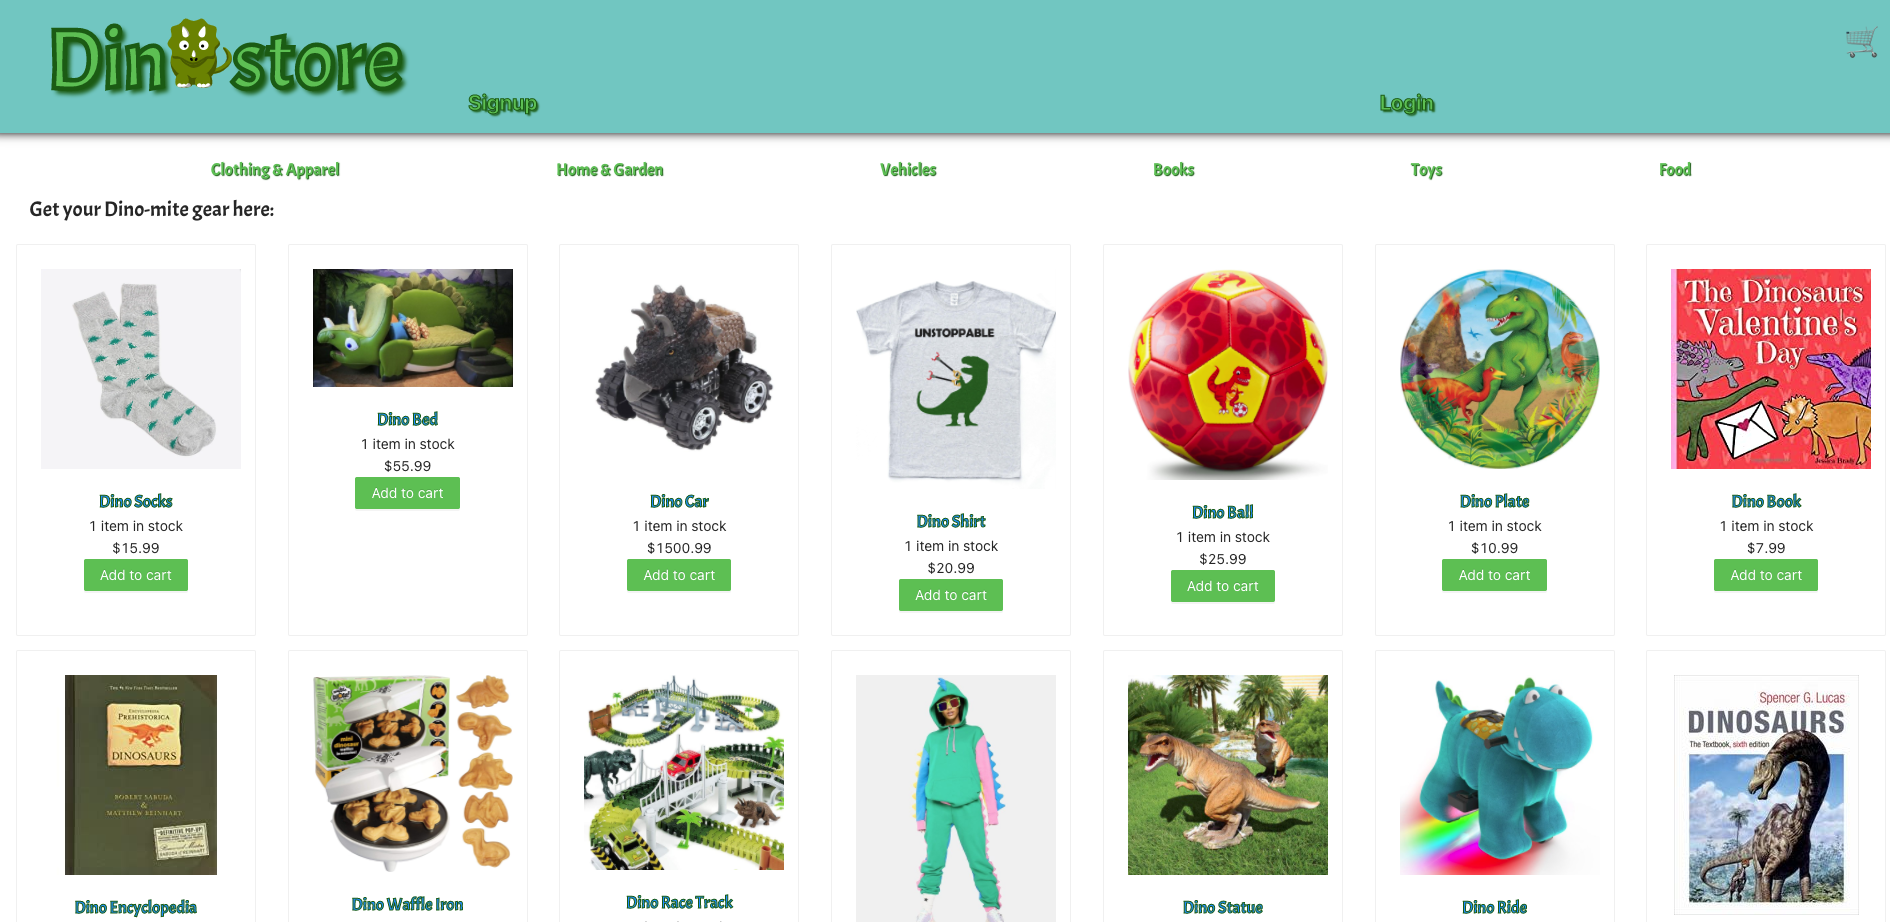 Din store
Signup
Login
Clothing & Apparel
Home & Garden
Vehicles
Books
Toys
Food
Get your Dino-mite gear here:
Dino Socks
1 item in stock
$15.99
Add to cart
Dino Bed
1 item in stock
$55.99
Add to cart
Dino Car
1 item in stock
$1500.99
Add to cart
UNSTOPPABLE
Dino Shirt
1 item in stock
$20.99
Add to cart
Dino Ball
1 item in stock
$25.99
Add to cart
Dino Plate
1 item in stock
$10.99
Add to cart
The Dinosaurs
Valentine's
Day
Jessica Brady
Dino Book
1 item in stock
$7.99
Add to cart
ENCYCLOPEDIA
PREHISTORICA
DINOSAURS
ROBERT SABUDA
&
MATTHEW REINHART
Dino Encyclopedia
mini
dinosaur
Dino Waffle Iron
Dino Race Track
Dino Statue
Dino Ride
Spencer G. Lucas
DINOSAURS
The Textbook, sixth edition